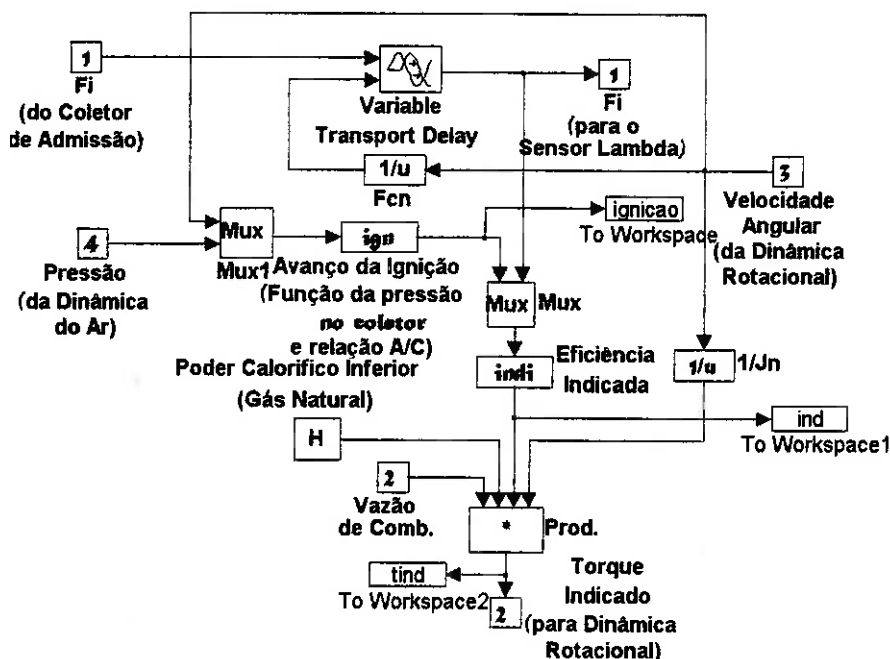 1
Fi
(do Coletor
de Admissão)
Variable
Transport Delay
1
Fi
(para o
Sensor Lambda)
1/u
Fcn
3
Velocidade
Angular
(da Dinâmica
Rotacional)
ignicao
To Workspace
4
Pressão
(da Dinâmica
do Ar)
Mux
Mux1
ign
Avanço da Ignição
(Função da pressão
no coletor
e relação A/C)
Mux
Mux
indi
Eficiência
Indicada
1/u
1/Jn
Poder Calorifico Inferior
(Gás Natural)
H
ind
To Workspace1
2
Vazão
de Comb.
*
Prod.
tind
To Workspace2
2
Torque
Indicado
(para Dinâmica
Rotacional)